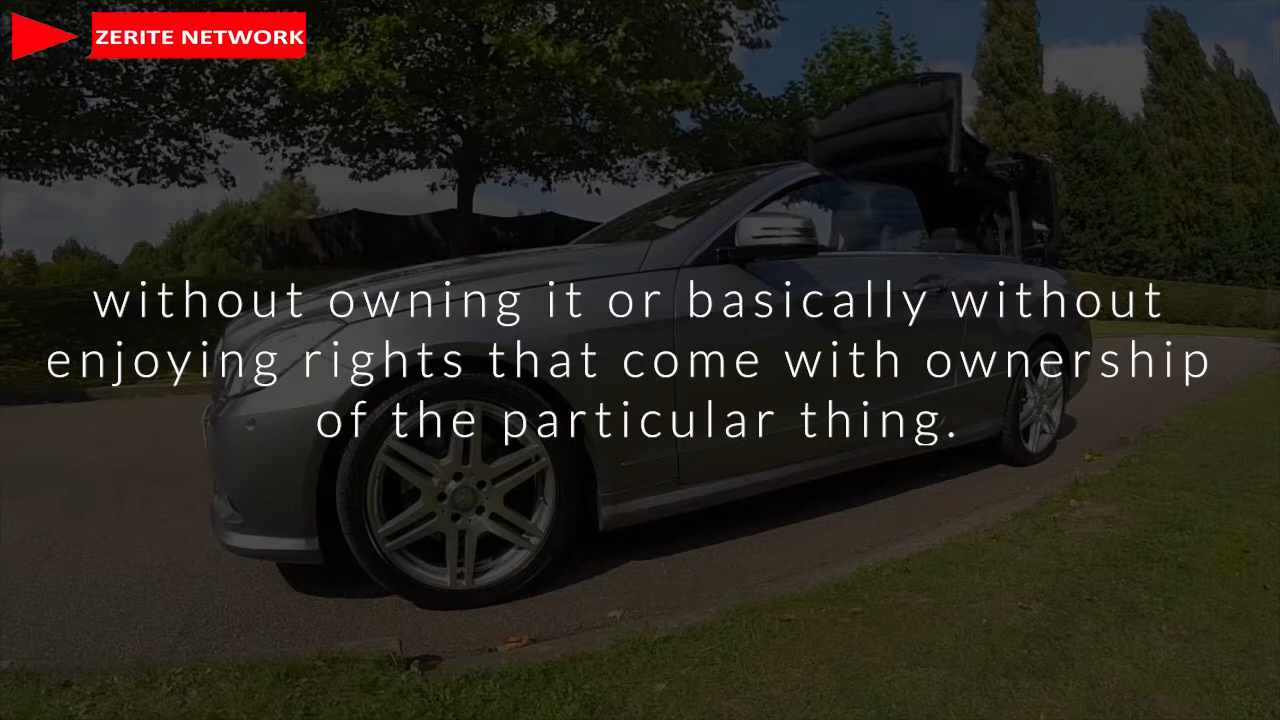 ZERITE NETWORK
without owning it or basically without
enjoying rights that come with ownership
of the particular thing.